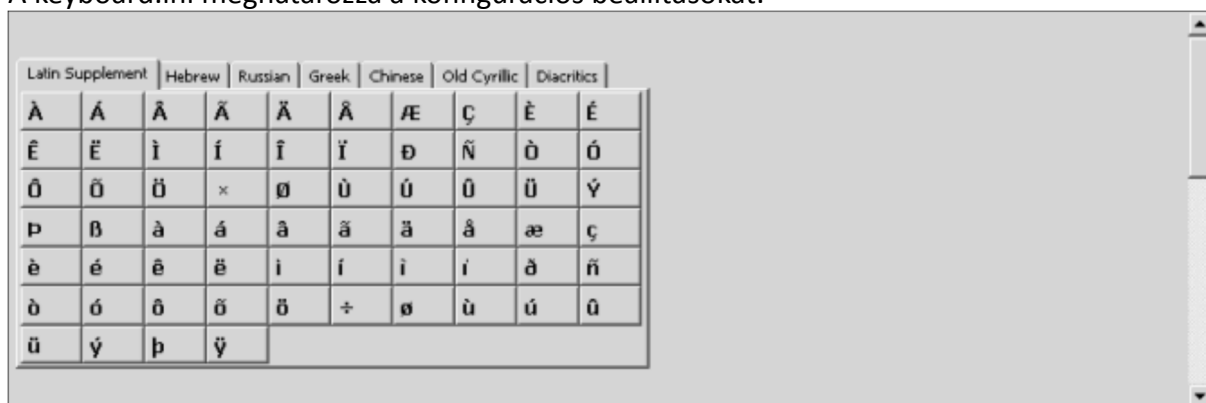 A keyboard.ini meghatározza a konfigurációs beállításokat:
Latin Supplement Hebrew Russian Greek Chinese Old Cyrillic Diacritics
À Á Â Ã Ä Å Æ Ç È É
Ê Ë Ì Í Î Ï Ð Ñ Ò Ó
Ô Õ Ö × Ø Ù Ú Û Ü Ý
Þ ß à á â ã ä å æ ç
è é ê ë ì í î ï ð ñ
ò ó ô õ ö ÷ ø ù ú û
ü ý þ ÿ